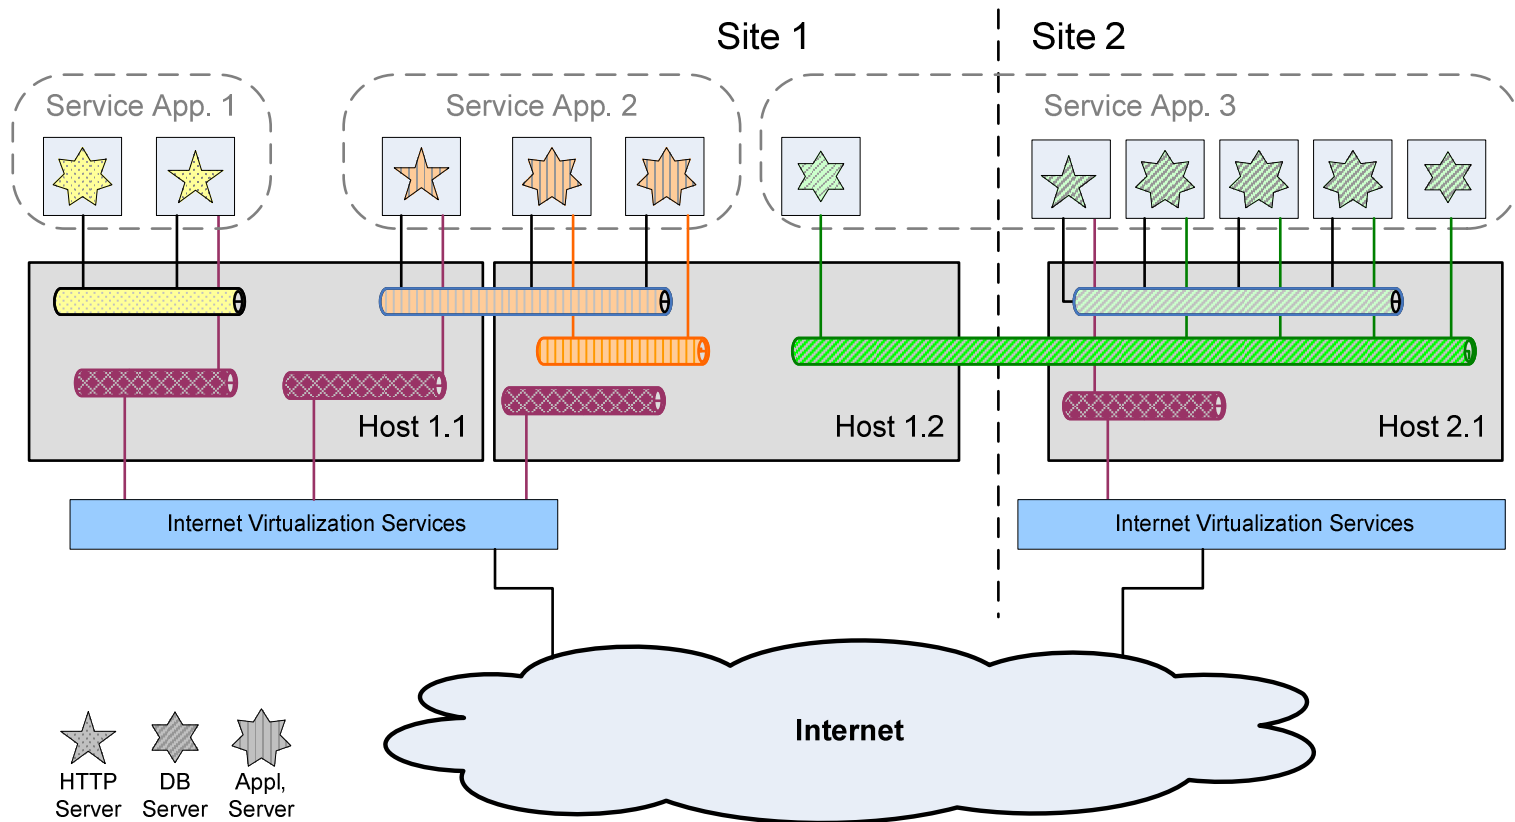 Site 1
Site 2
Service App. 1
Service App. 2
Service App. 3
Host 1.1
Host 1.2
Host 2.1
Internet Virtualization Services
Internet Virtualization Services
Internet
HTTP
Server
DB
Server
Appl,
Server